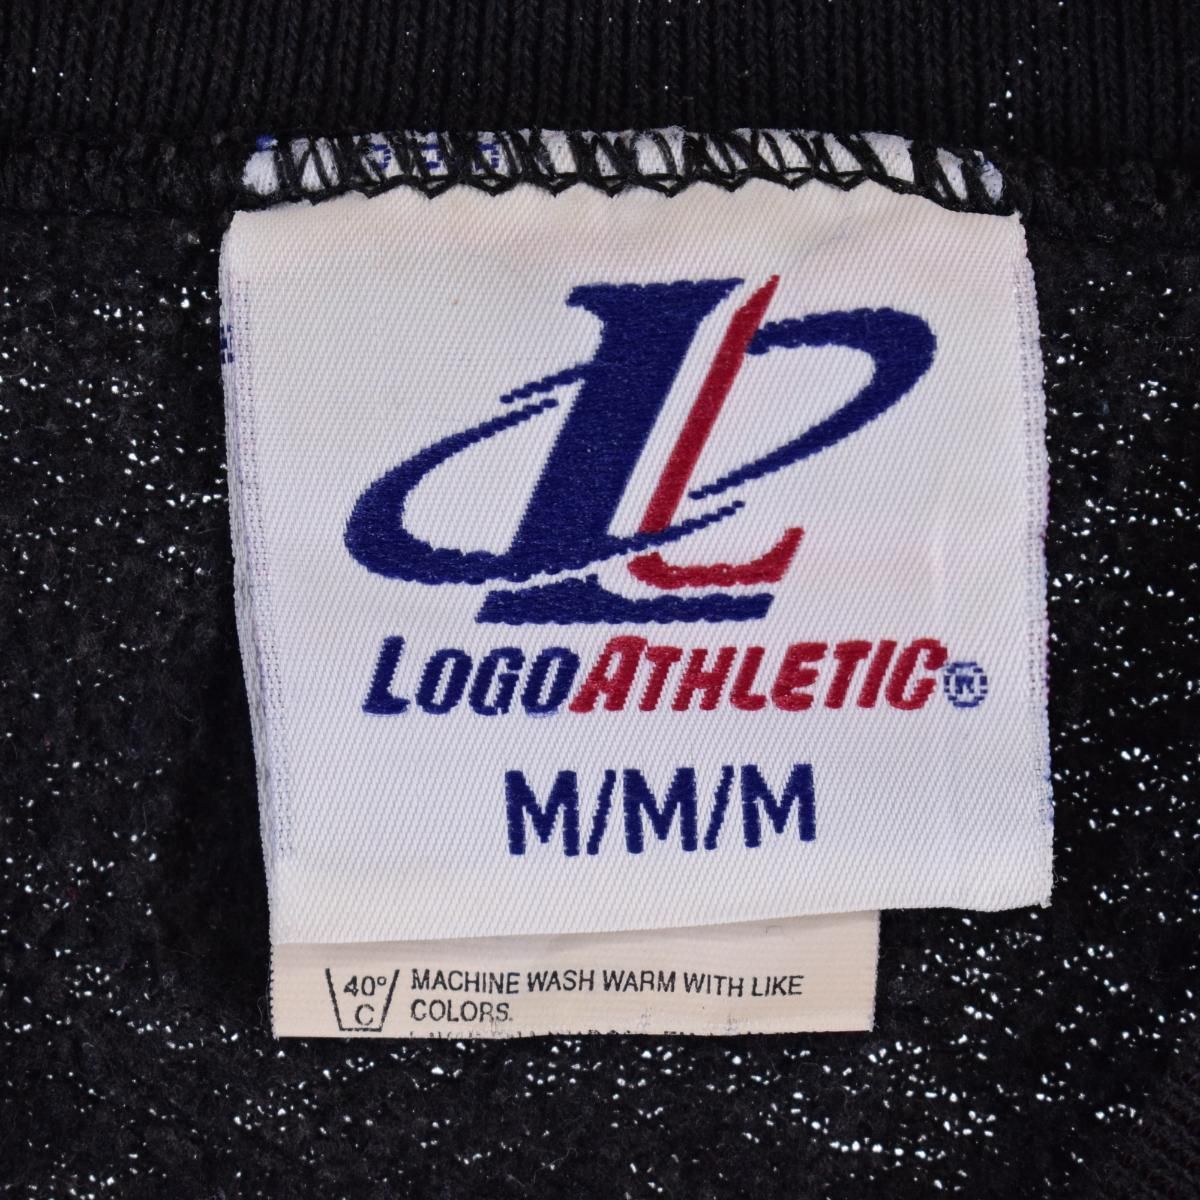 LOGOATHLETIC®
M/M/M
40° C MACHINE WASH WARM WITH LIKE
COLORS.